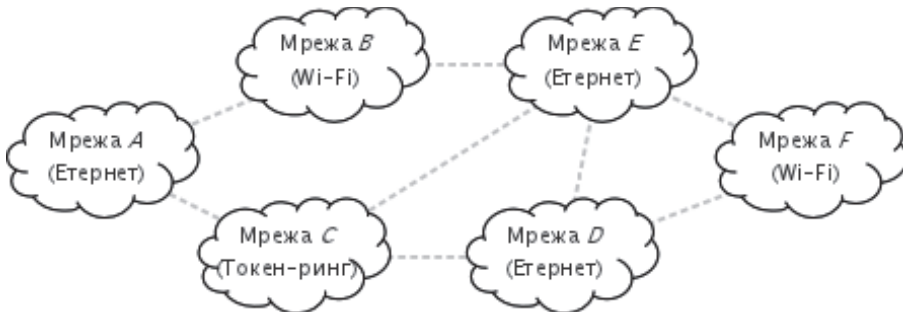 Мрежа B
(Wi-Fi)
Мрежа E
(Етернет)
Мрежа A
(Етернет)
Мрежа F
(Wi-Fi)
Мрежа C
(Токен-ринг)
Мрежа D
(Етернет)